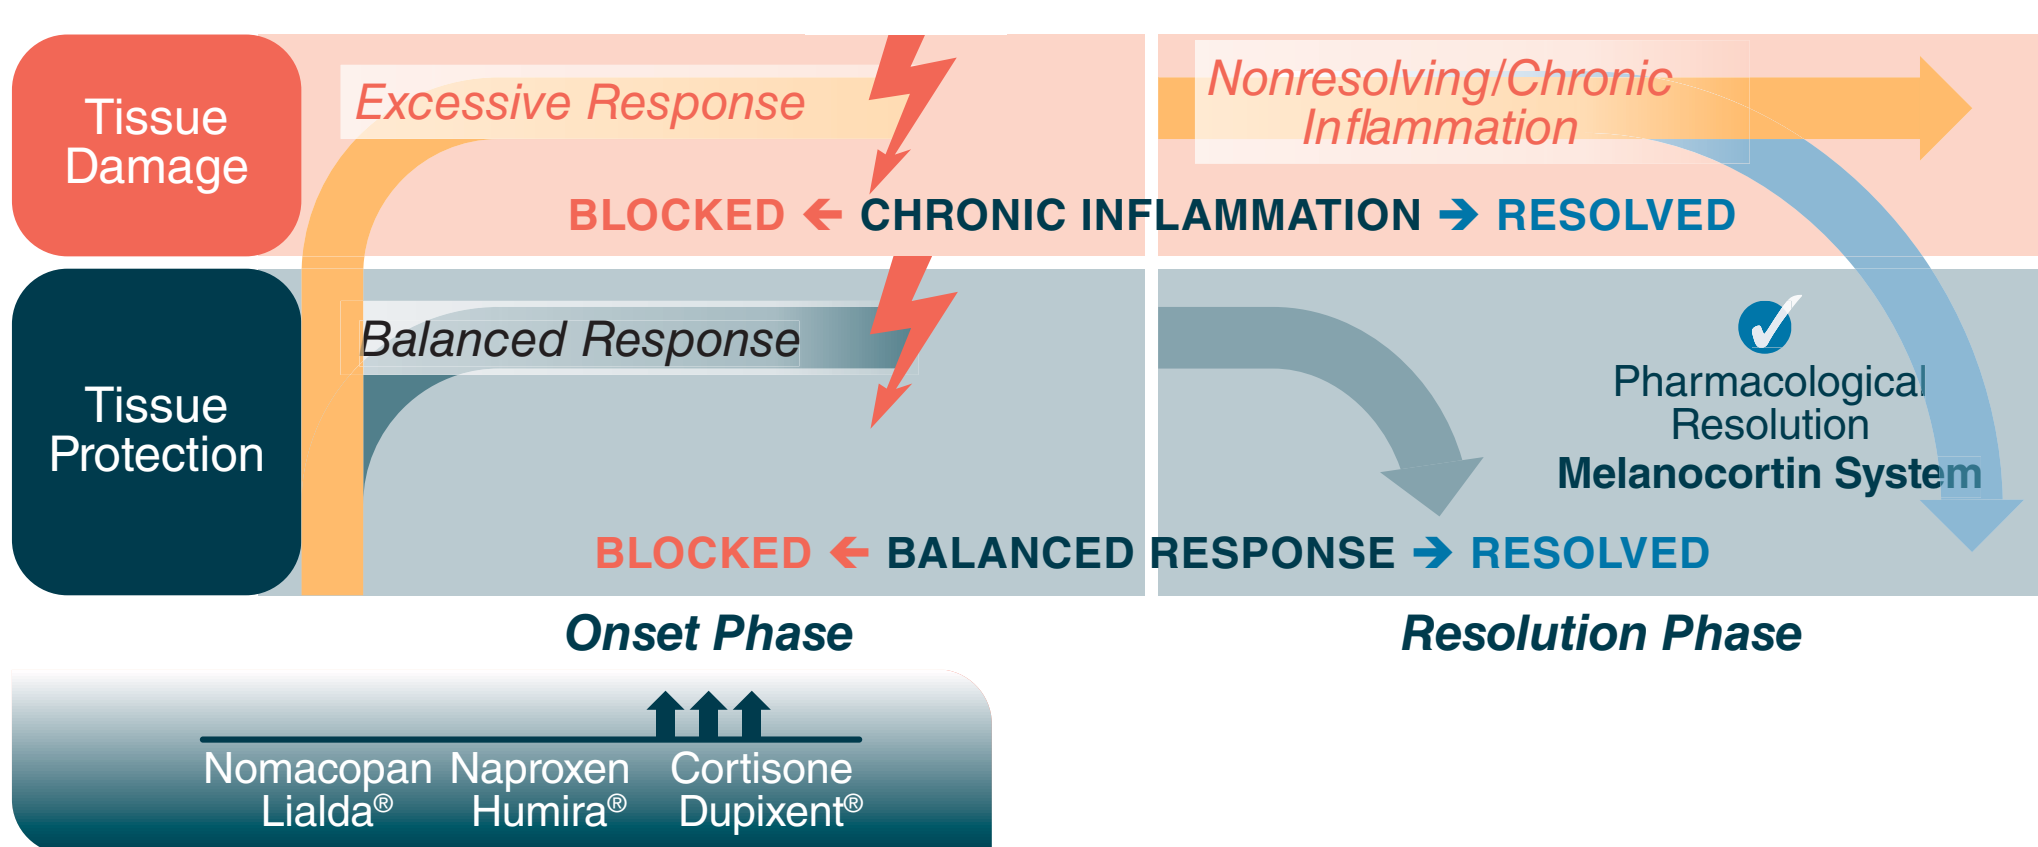 Tissue
Damage
Excessive Response
Nonresolving/Chronic
Inflammation
BLOCKED ← CHRONIC INFLAMMATION → RESOLVED
Tissue
Protection
Balanced Response
Pharmacological
Resolution
Melanocortin System
BLOCKED ← BALANCED RESPONSE → RESOLVED
Onset Phase
Resolution Phase
Nomacopan Naproxen Cortisone
Lialda® Humira® Dupixent®